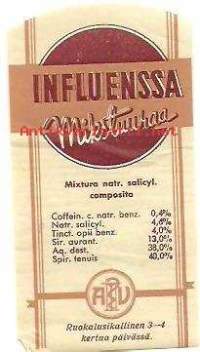 INFLUENSSA
Mikstuuraa
Mixtura natr. salicyl.
composita
Coffein. c. natr. benz. 0,4%
Natr. salicyl. 4,6%
Tinct. opii benz. 4,0%
Sir. aurant. 13,0%
Aq. dest. 38,0%
Spir. tenuis 40,0%
Ruokalusikallinen 3—4
kertaa päivässä.